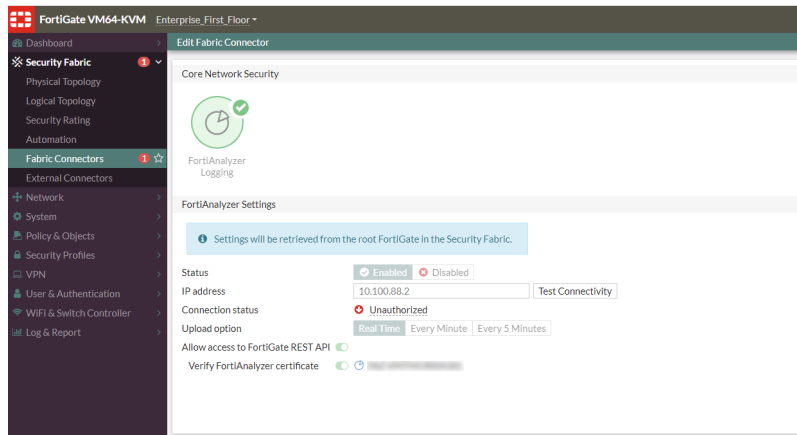 FortiGate VM64-KVM
Enterprise_First_Floor
Dashboard
Edit Fabric Connector
Security Fabric
1
Physical Topology
Logical Topology
Security Rating
Automation
Fabric Connectors
1
External Connectors
Network
System
Policy & Objects
Security Profiles
VPN
User & Authentication
WiFi & Switch Controller
Log & Report
Core Network Security
FortiAnalyzer
Logging
FortiAnalyzer Settings
Settings will be retrieved from the root FortiGate in the Security Fabric.
Status Enabled Disabled
IP address 10.100.88.2 Test Connectivity
Connection status Unauthorized
Upload option Real Time Every Minute Every 5 Minutes
Allow access to FortiGate REST API
Verify FortiAnalyzer certificate